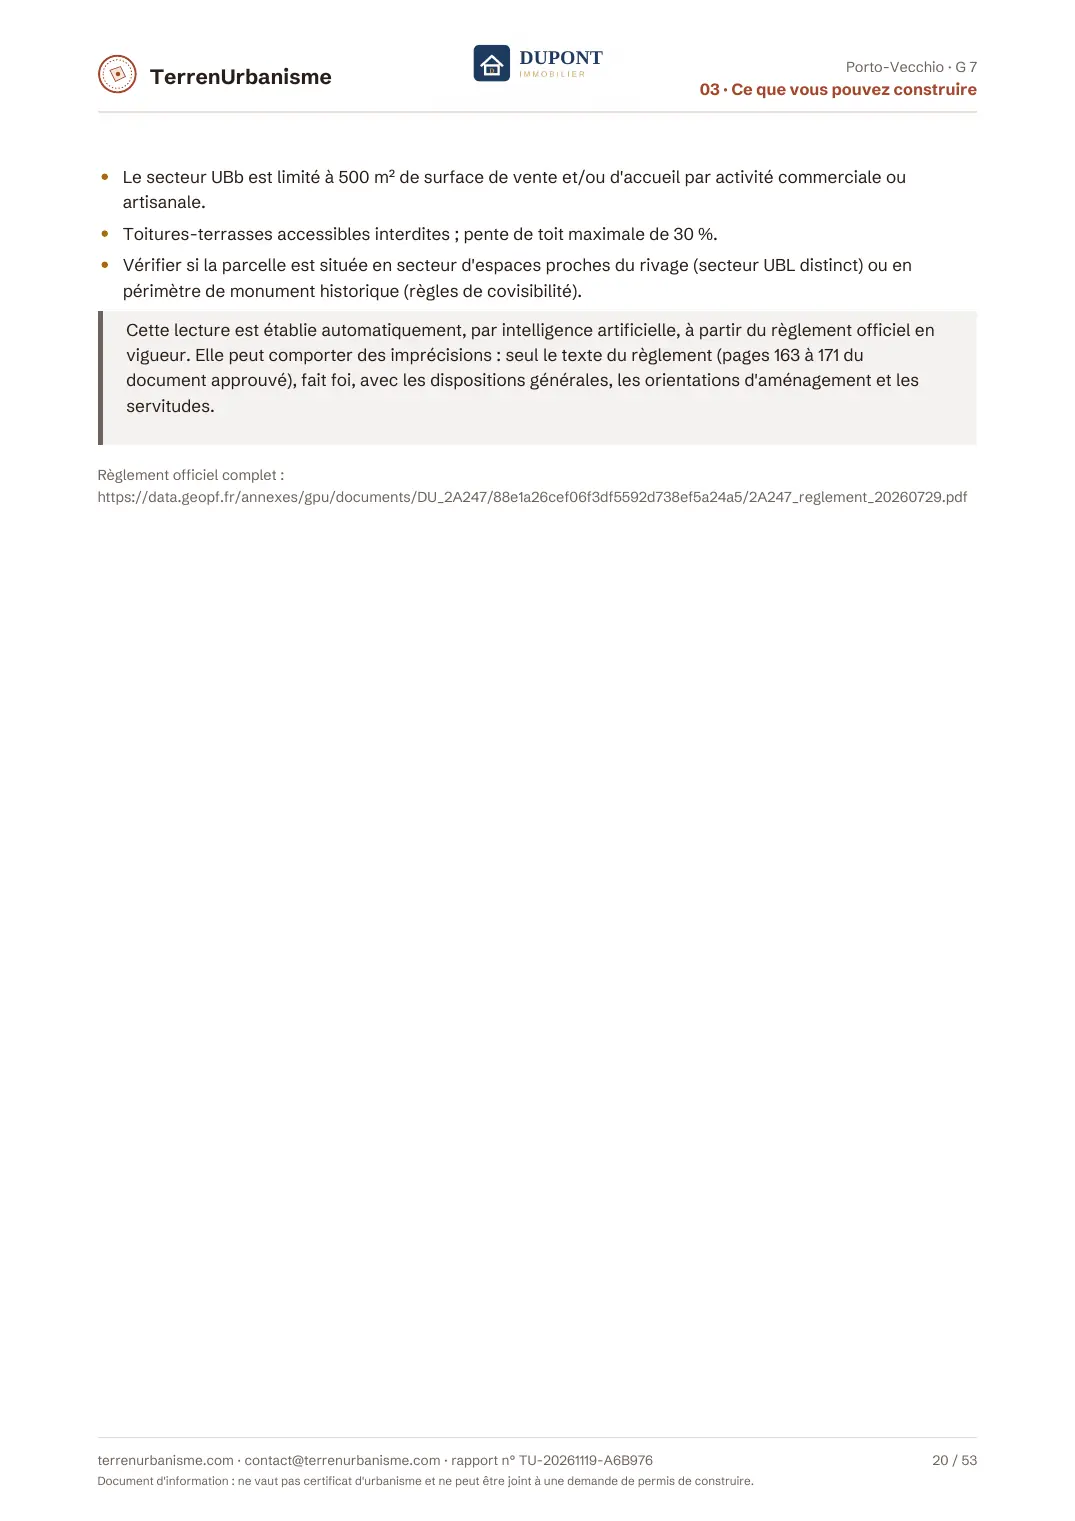 TerrenUrbanisme
DUPONT
IMMOBILIER
Porto-Vecchio · G 7
03 · Ce que vous pouvez construire
• Le secteur UBb est limité à 500 m² de surface de vente et/ou d'accueil par activité commerciale ou
artisanale.
• Toitures-terrasses accessibles interdites ; pente de toit maximale de 30 %.
• Vérifier si la parcelle est située en secteur d'espaces proches du rivage (secteur UBL distinct) ou en
périmètre de monument historique (règles de covisibilité).
Cette lecture est établie automatiquement, par intelligence artificielle, à partir du règlement officiel en
vigueur. Elle peut comporter des imprécisions : seul le texte du règlement (pages 163 à 171 du
document approuvé), fait foi, avec les dispositions générales, les orientations d'aménagement et les
servitudes.
Règlement officiel complet :
https://data.geopf.fr/annexes/gpu/documents/DU_2A247/88e1a26cef06f3df5592d738ef5a24a5/2A247_reglement_20260729.pdf
terrenurbanisme.com · contact@terrenurbanisme.com · rapport n° TU-20261119-A6B976
20 / 53
Document d'information : ne vaut pas certificat d'urbanisme et ne peut être joint à une demande de permis de construire.